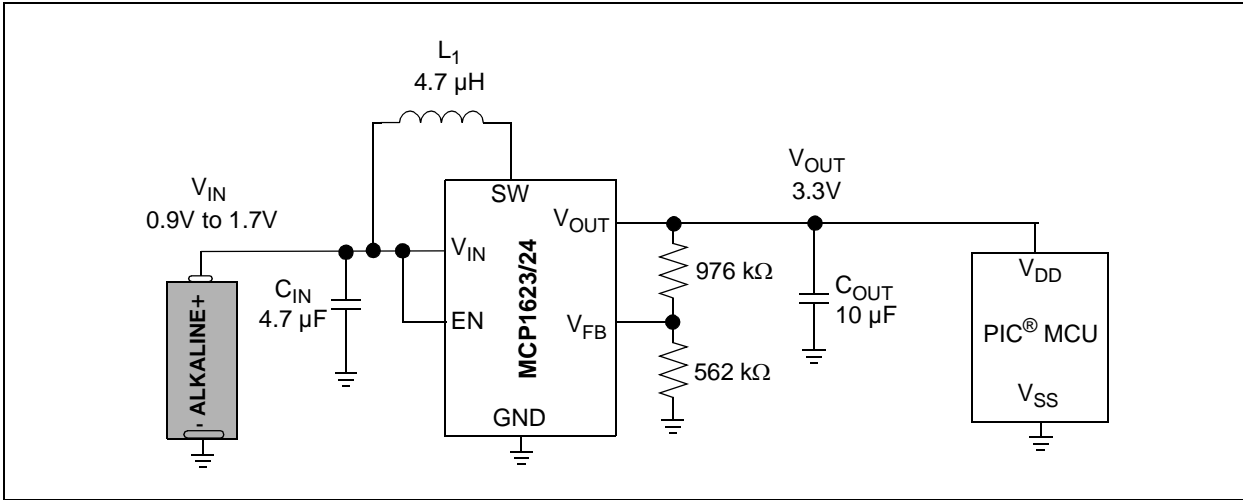 L1
4.7 µH
VIN
0.9V to 1.7V
- ALKALINE+
CIN
4.7 µF
SW
VIN
EN
MCP1623/24
VOUT
VFB
GND
976 kΩ
562 kΩ
VOUT
3.3V
COUT
10 µF
VDD
PIC® MCU
VSS